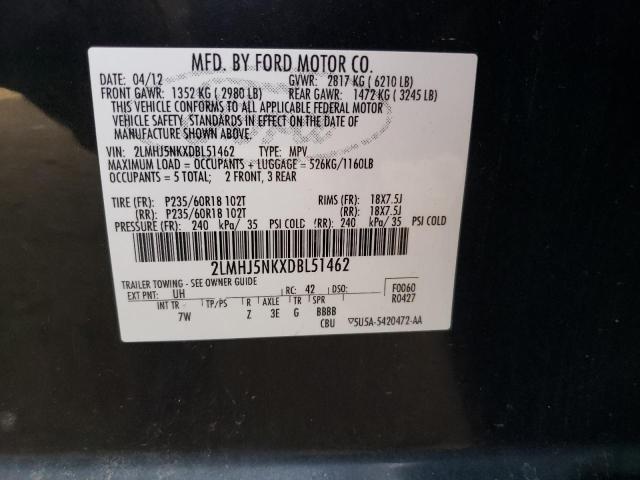 MFD. BY FORD MOTOR CO.
DATE: 04/12 GVWR: 2817 KG ( 6210 LB)
FRONT GAWR: 1352 KG ( 2980 LB) REAR GAWR: 1472 KG ( 3245 LB)
THIS VEHICLE CONFORMS TO ALL APPLICABLE FEDERAL MOTOR
VEHICLE SAFETY STANDARDS IN EFFECT ON THE DATE OF
MANUFACTURE SHOWN ABOVE.
VIN: 2LMHJ5NKXDBL51462 TYPE: MPV
MAXIMUM LOAD = OCCUPANTS + LUGGAGE = 526KG/1160LB
OCCUPANTS = 5 TOTAL; 2 FRONT, 3 REAR
TIRE (FR): P235/60R18 102T RIMS (FR): 18X7.5J
(RR): P235/60R18 102T (RR): 18X7.5J
PRESSURE (FR): 240 kPa/ 35 PSI COLD (RR): 240 kPa/ 35 PSI COLD
2LMHJ5NKXDBL51462
TRAILER TOWING - SEE OWNER GUIDE
EXT PNT: UH RC: 42 DSO: F0060
R0427
INT TR TP/PS R AXLE TR SPR
7W Z 3E G BBBB
CBU ▽5U5A-5420472-AA